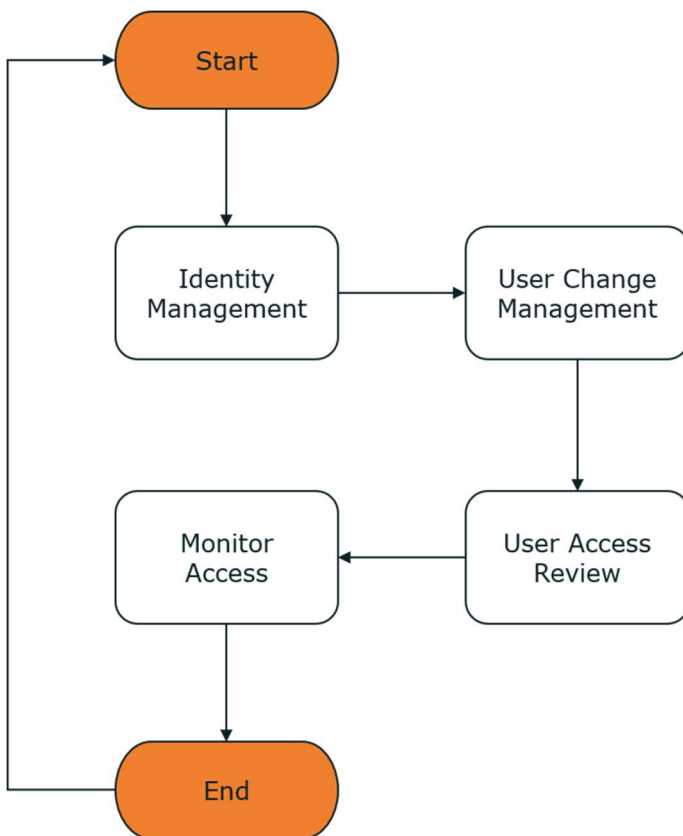 Start
Identity
Management
User Change
Management
User Access
Review
Monitor
Access
End